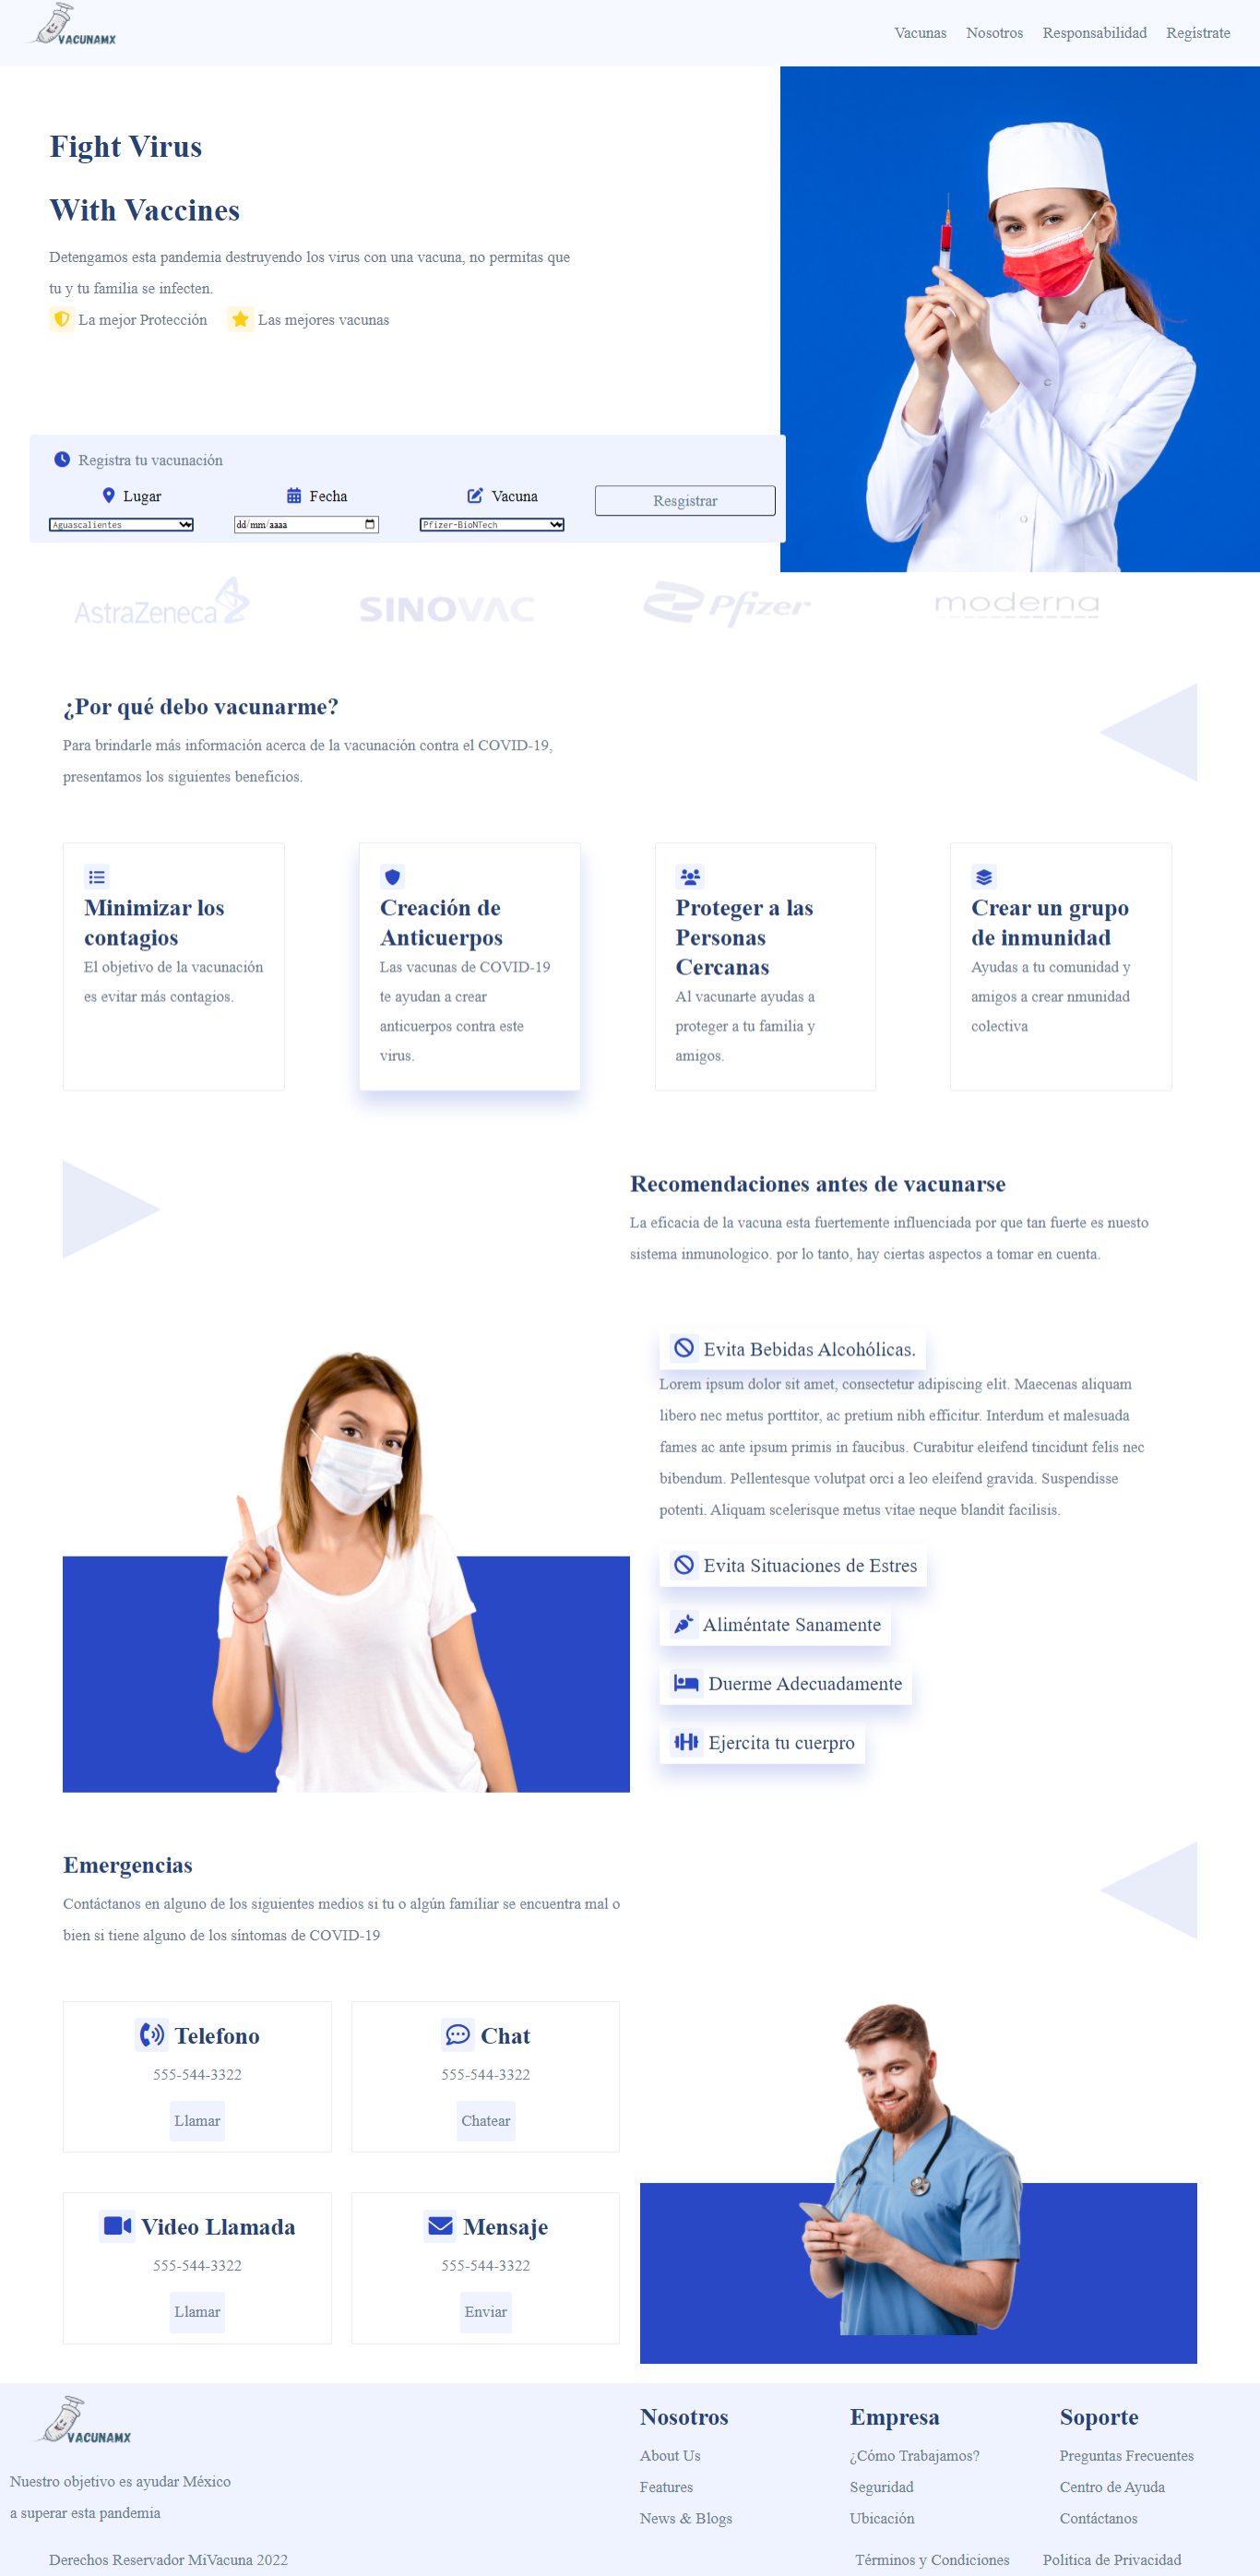 VACUNAMX
Vacunas Nosotros Responsabilidad Regístrate
Fight Virus
With Vaccines
Detengamos esta pandemia destruyendo los virus con una vacuna, no permitas que
tu y tu familia se infecten.
La mejor Protección Las mejores vacunas
Registra tu vacunación
Lugar Fecha Vacuna
Resgistrar
Aguascalientes dd/mm/aaaa Pfizer-BioNTech
AstraZeneca SINOVAC Pfizer moderna
¿Por qué debo vacunarme?
Para brindarle más información acerca de la vacunación contra el COVID-19,
presentamos los siguientes beneficios.
Minimizar los
contagios
El objetivo de la vacunación
es evitar más contagios.
Creación de
Anticuerpos
Las vacunas de COVID-19
te ayudan a crear
anticuerpos contra este
virus.
Proteger a las
Personas
Cercanas
Al vacunarte ayudas a
proteger a tu familia y
amigos.
Crear un grupo
de inmunidad
Ayudas a tu comunidad y
amigos a crear nmunidad
colectiva
Recomendaciones antes de vacunarse
La eficacia de la vacuna esta fuertemente influenciada por que tan fuerte es nuesto
sistema inmunologico. por lo tanto, hay ciertas aspectos a tomar en cuenta.
Evita Bebidas Alcohólicas.
Lorem ipsum dolor sit amet, consectetur adipiscing elit. Maecenas aliquam
libero nec metus porttitor, ac pretium nibh efficitur. Interdum et malesuada
fames ac ante ipsum primis in faucibus. Curabitur eleifend tincidunt felis nec
bibendum. Pellentesque volutpat orci a leo eleifend gravida. Suspendisse
potenti. Aliquam scelerisque metus vitae neque blandit facilisis.
Evita Situaciones de Estres
Aliméntate Sanamente
Duerme Adecuadamente
Ejercita tu cuerpro
Emergencias
Contáctanos en alguno de los siguientes medios si tu o algún familiar se encuentra mal o
bien si tiene alguno de los síntomas de COVID-19
Telefono
555-544-3322
Llamar
Chat
555-544-3322
Chatear
Video Llamada
555-544-3322
Llamar
Mensaje
555-544-3322
Enviar
VACUNAMX
Nuestro objetivo es ayudar México
a superar esta pandemia
Nosotros
About Us
Features
News & Blogs
Empresa
¿Cómo Trabajamos?
Seguridad
Ubicación
Soporte
Preguntas Frecuentes
Centro de Ayuda
Contáctanos
Derechos Reservador MiVacuna 2022
Términos y Condiciones Politica de Privacidad